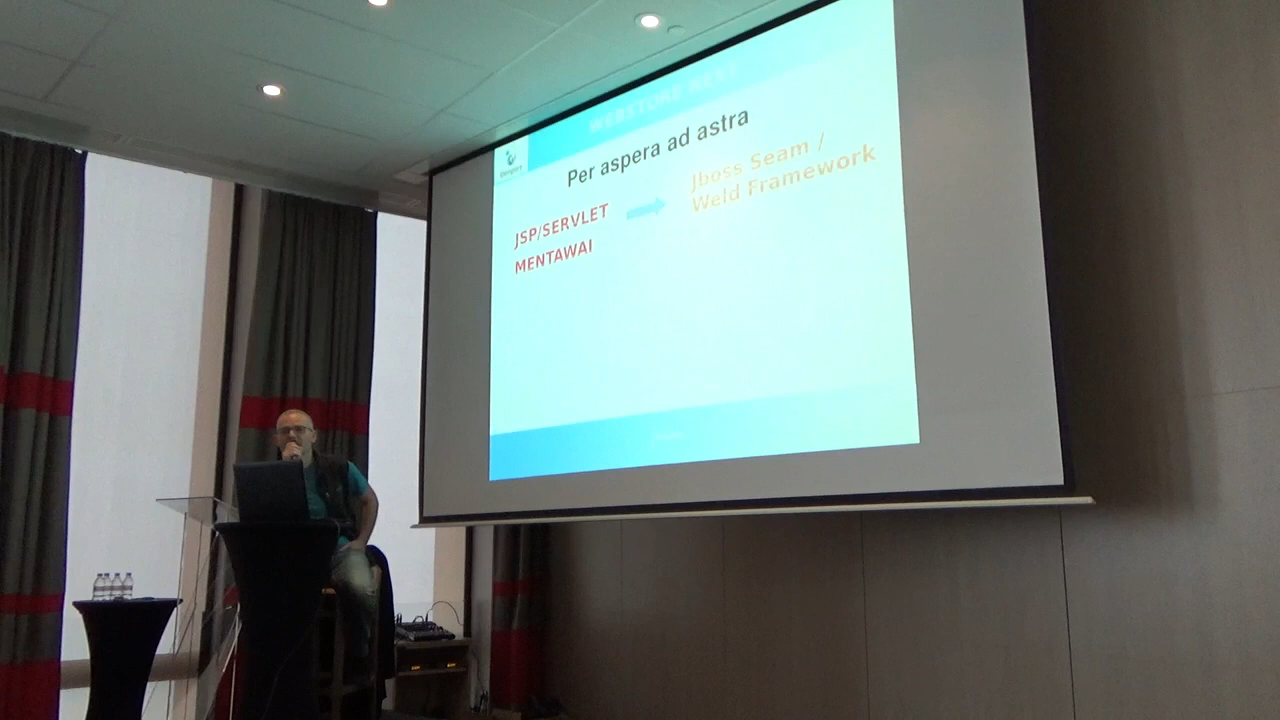 Per aspera ad astra
JSP/SERVLET
MENTAWAI
Jboss Seam /
Weld Framework